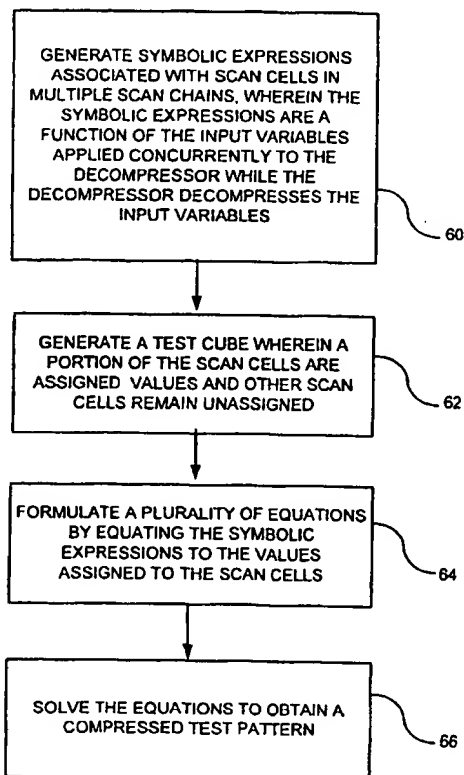 GENERATE SYMBOLIC EXPRESSIONS
ASSOCIATED WITH SCAN CELLS IN
MULTIPLE SCAN CHAINS, WHEREIN THE
SYMBOLIC EXPRESSIONS ARE A
FUNCTION OF THE INPUT VARIABLES
APPLIED CONCURRENTLY TO THE
DECOMPRESSOR WHILE THE
DECOMPRESSOR DECOMPRESSES THE
INPUT VARIABLES
60
GENERATE A TEST CUBE WHEREIN A
PORTION OF THE SCAN CELLS ARE
ASSIGNED VALUES AND OTHER SCAN
CELLS REMAIN UNASSIGNED
62
FORMULATE A PLURALITY OF EQUATIONS
BY EQUATING THE SYMBOLIC
EXPRESSIONS TO THE VALUES
ASSIGNED TO THE SCAN CELLS
64
SOLVE THE EQUATIONS TO OBTAIN A
COMPRESSED TEST PATTERN
66